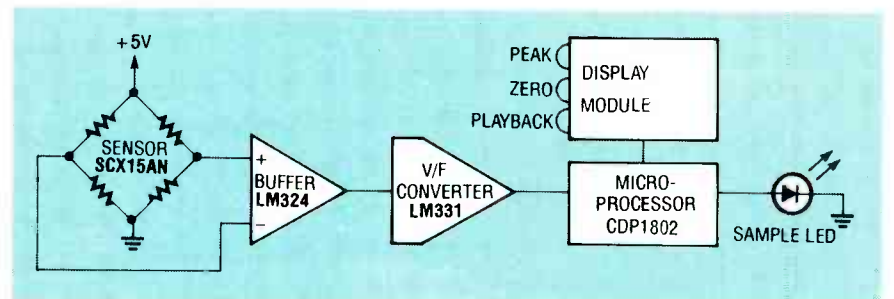 +5V
SENSOR
SCX15AN
+
BUFFER
LM324
−
V/F
CONVERTER
LM331
PEAK
ZERO
PLAYBACK
DISPLAY
MODULE
MICRO-
PROCESSOR
CDP1802
SAMPLE LED